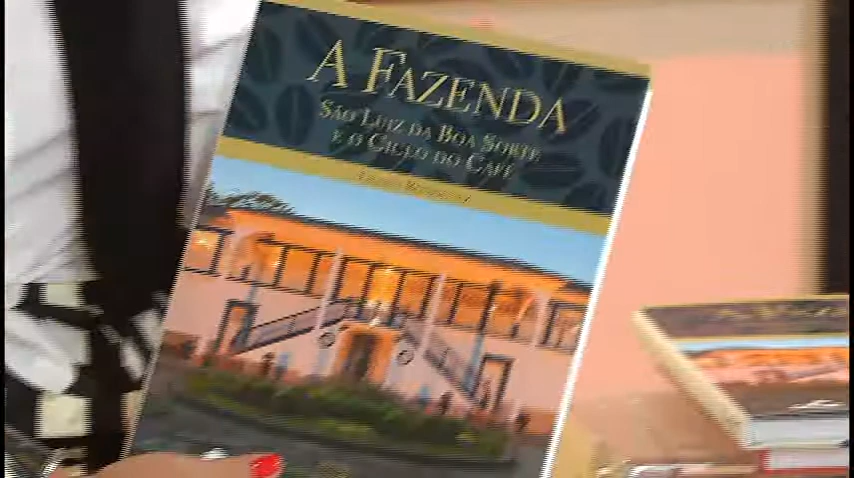 A FAZENDA
SÃO LUIZ DA BOA SORTE
E O CICLO DO CAFÉ